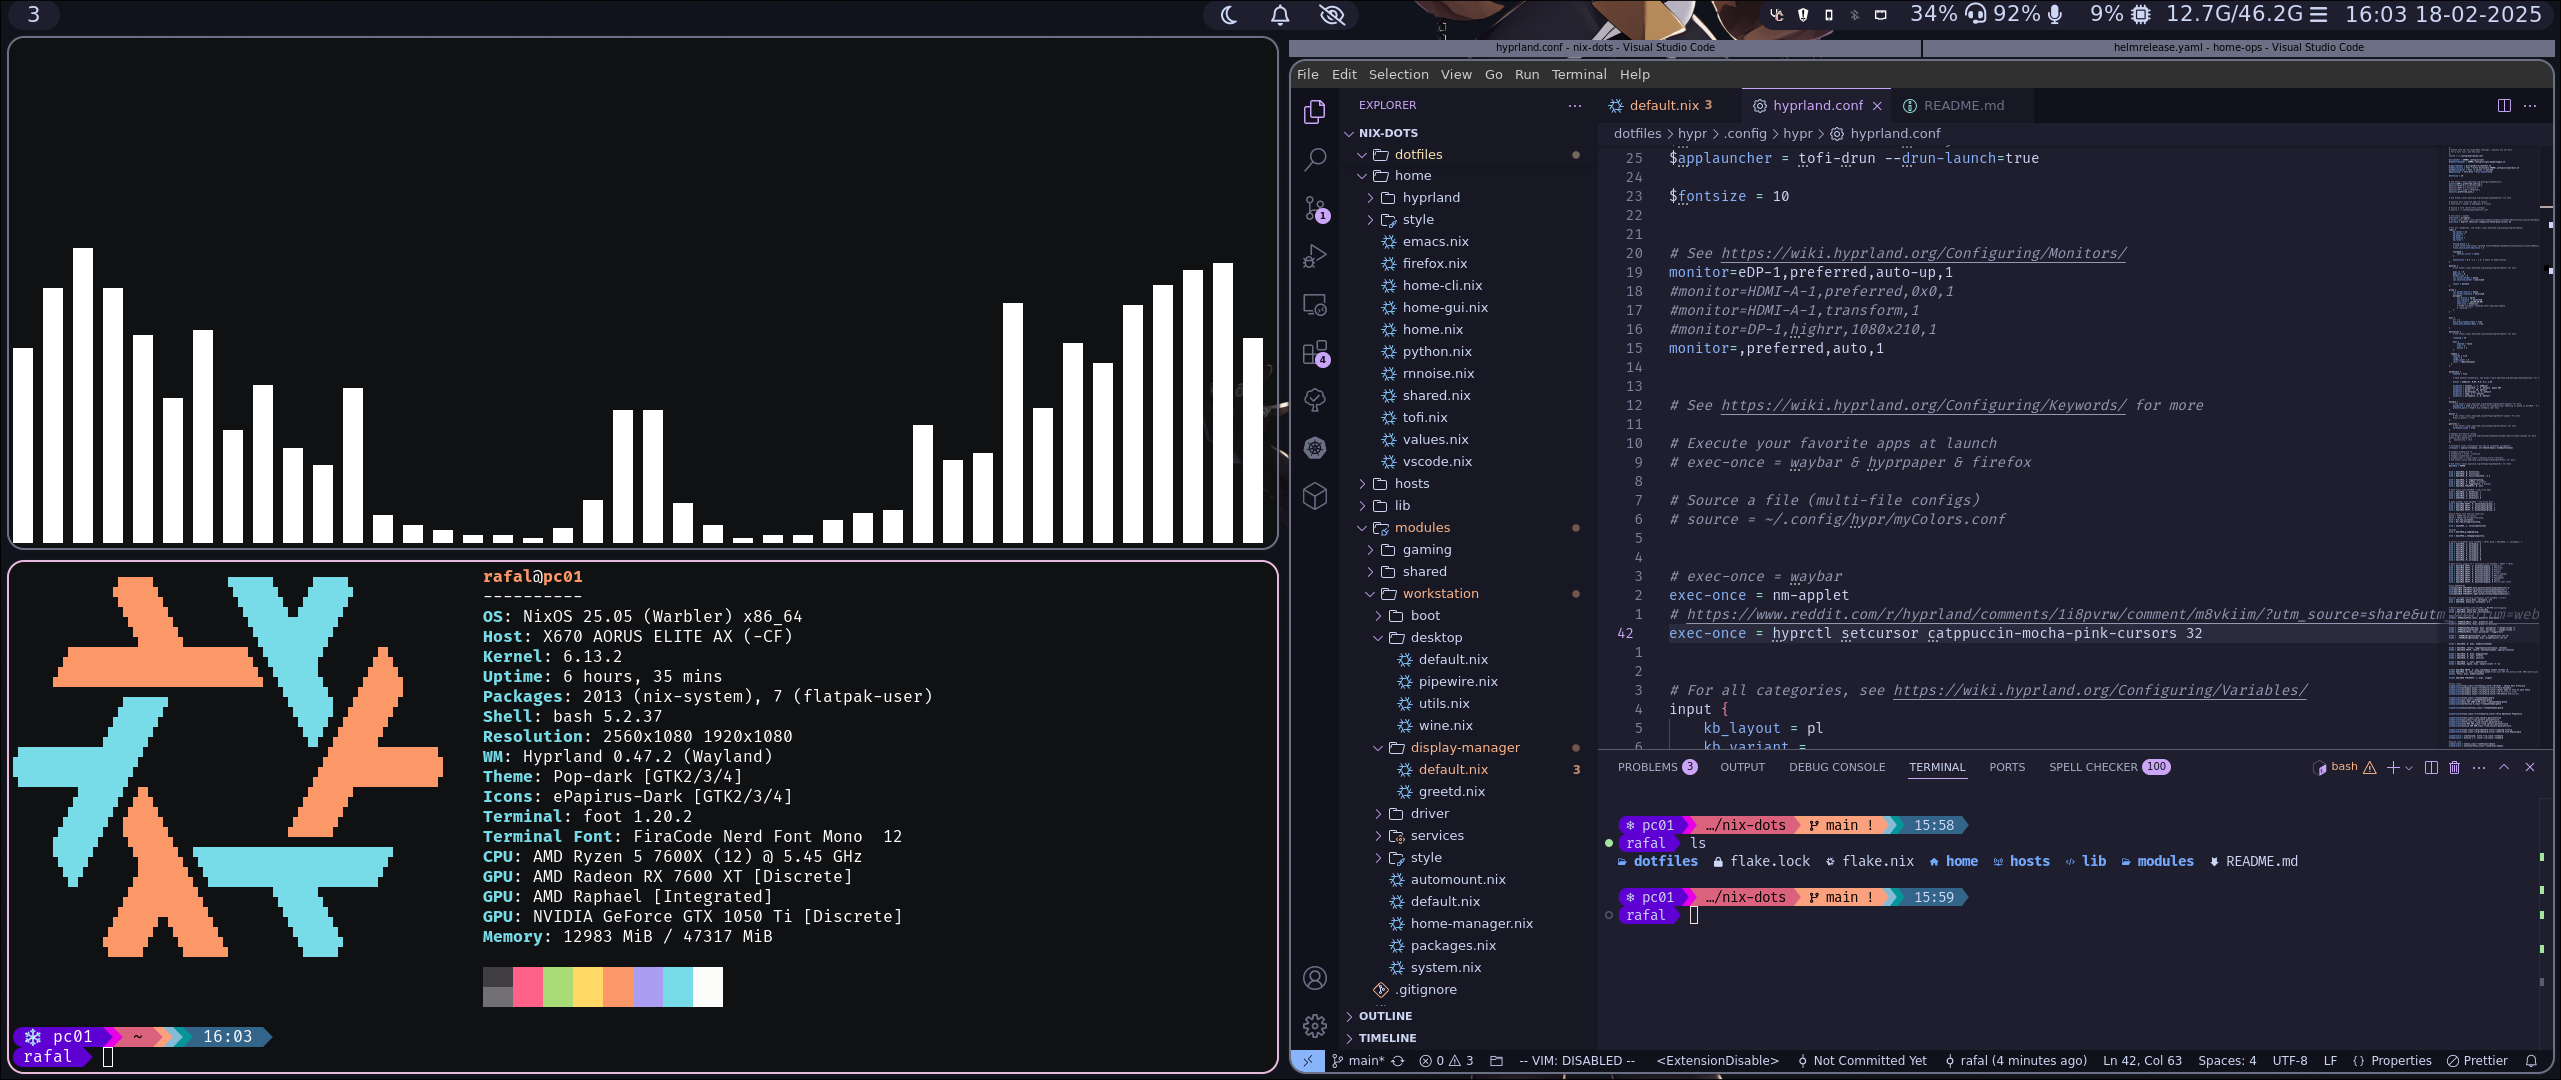 3
34% 92% 9% 12.7G/46.2G 16:03 18-02-2025
hyprland.conf - nix-dots - Visual Studio Code
helmrelease.yaml - home-ops - Visual Studio Code
rafal@pc01
----------
OS: NixOS 25.05 (Warbler) x86_64
Host: X670 AORUS ELITE AX (-CF)
Kernel: 6.13.2
Uptime: 6 hours, 35 mins
Packages: 2013 (nix-system), 7 (flatpak-user)
Shell: bash 5.2.37
Resolution: 2560x1080 1920x1080
WM: Hyprland 0.47.2 (Wayland)
Theme: Pop-dark [GTK2/3/4]
Icons: ePapirus-Dark [GTK2/3/4]
Terminal: foot 1.20.2
Terminal Font: FiraCode Nerd Font Mono 12
CPU: AMD Ryzen 5 7600X (12) @ 5.45 GHz
GPU: AMD Radeon RX 7600 XT [Discrete]
GPU: AMD Raphael [Integrated]
GPU: NVIDIA GeForce GTX 1050 Ti [Discrete]
Memory: 12983 MiB / 47317 MiB
pc01 ~ 16:03
rafal
File Edit Selection View Go Run Terminal Help
1
4
EXPLORER ···
NIX-DOTS
dotfiles
home
hyprland
style
emacs.nix
firefox.nix
home-cli.nix
home-gui.nix
home.nix
python.nix
rnnoise.nix
shared.nix
tofi.nix
values.nix
vscode.nix
hosts
lib
modules
gaming
shared
workstation
boot
desktop
default.nix
pipewire.nix
utils.nix
wine.nix
display-manager
default.nix 3
greetd.nix
driver
services
style
automount.nix
default.nix
home-manager.nix
packages.nix
system.nix
.gitignore
OUTLINE
TIMELINE
default.nix 3
hyprland.conf
README.md
dotfiles > hypr > .config > hypr > hyprland.conf
25 $applauncher = tofi-drun --drun-launch=true
24
23 $fontsize = 10
22
21
20 # See https://wiki.hyprland.org/Configuring/Monitors/
19 monitor=eDP-1,preferred,auto-up,1
18 #monitor=HDMI-A-1,preferred,0x0,1
17 #monitor=HDMI-A-1,transform,1
16 #monitor=DP-1,highrr,1080x210,1
15 monitor=,preferred,auto,1
14
13
12 # See https://wiki.hyprland.org/Configuring/Keywords/ for more
11
10 # Execute your favorite apps at launch
9 # exec-once = waybar & hyprpaper & firefox
8
7 # Source a file (multi-file configs)
6 # source = ~/.config/hypr/myColors.conf
5
4
3 # exec-once = waybar
2 exec-once = nm-applet
1 # https://www.reddit.com/r/hyprland/comments/1i8pvrw/comment/m8vkiim/?utm_source=share&utm
42 exec-once = hyprctl setcursor catppuccin-mocha-pink-cursors 32
1
2
3 # For all categories, see https://wiki.hyprland.org/Configuring/Variables/
4 input {
5 kb_layout = pl
6 kb_variant =
PROBLEMS 3 OUTPUT DEBUG CONSOLE TERMINAL PORTS SPELL CHECKER 100 bash
pc01 …/nix-dots main ! 15:58
rafal ls
dotfiles flake.lock flake.nix home hosts lib modules README.md
pc01 …/nix-dots main ! 15:59
rafal
main* 0 3 -- VIM: DISABLED -- <ExtensionDisable> Not Committed Yet rafal (4 minutes ago) Ln 42, Col 63 Spaces: 4 UTF-8 LF {} Properties Prettier